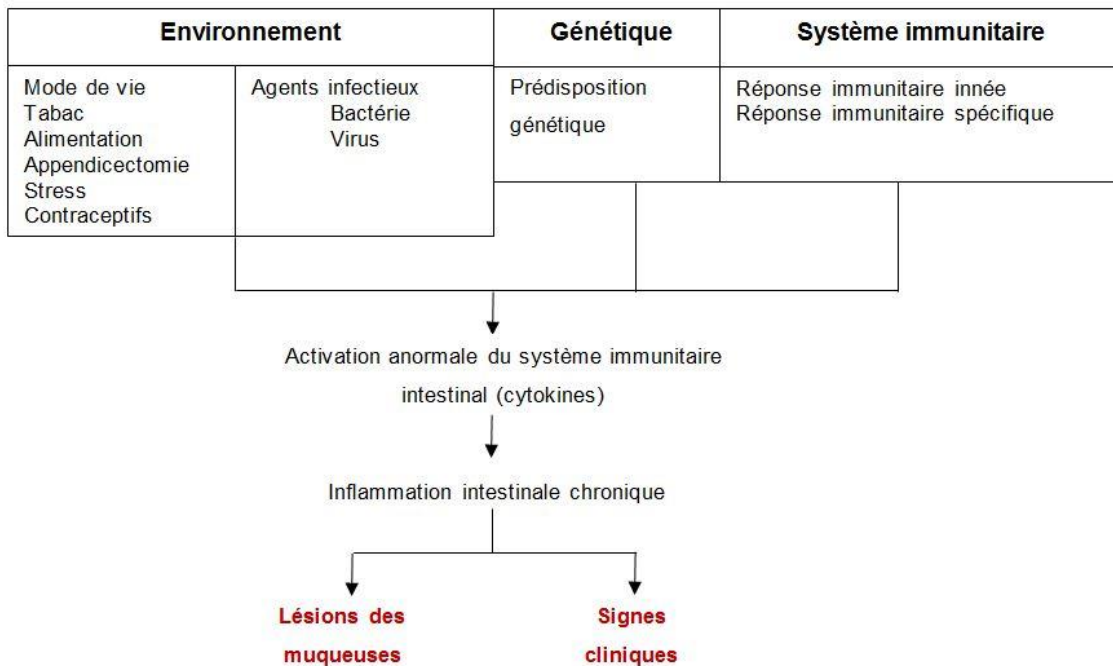 Environnement
Génétique
Système immunitaire
Mode de vie
Tabac
Alimentation
Appendicectomie
Stress
Contraceptifs
Agents infectieux
Bactérie
Virus
Prédisposition
génétique
Réponse immunitaire innée
Réponse immunitaire spécifique
Activation anormale du système immunitaire
intestinal (cytokines)
Inflammation intestinale chronique
Lésions des
muqueuses
Signes
cliniques